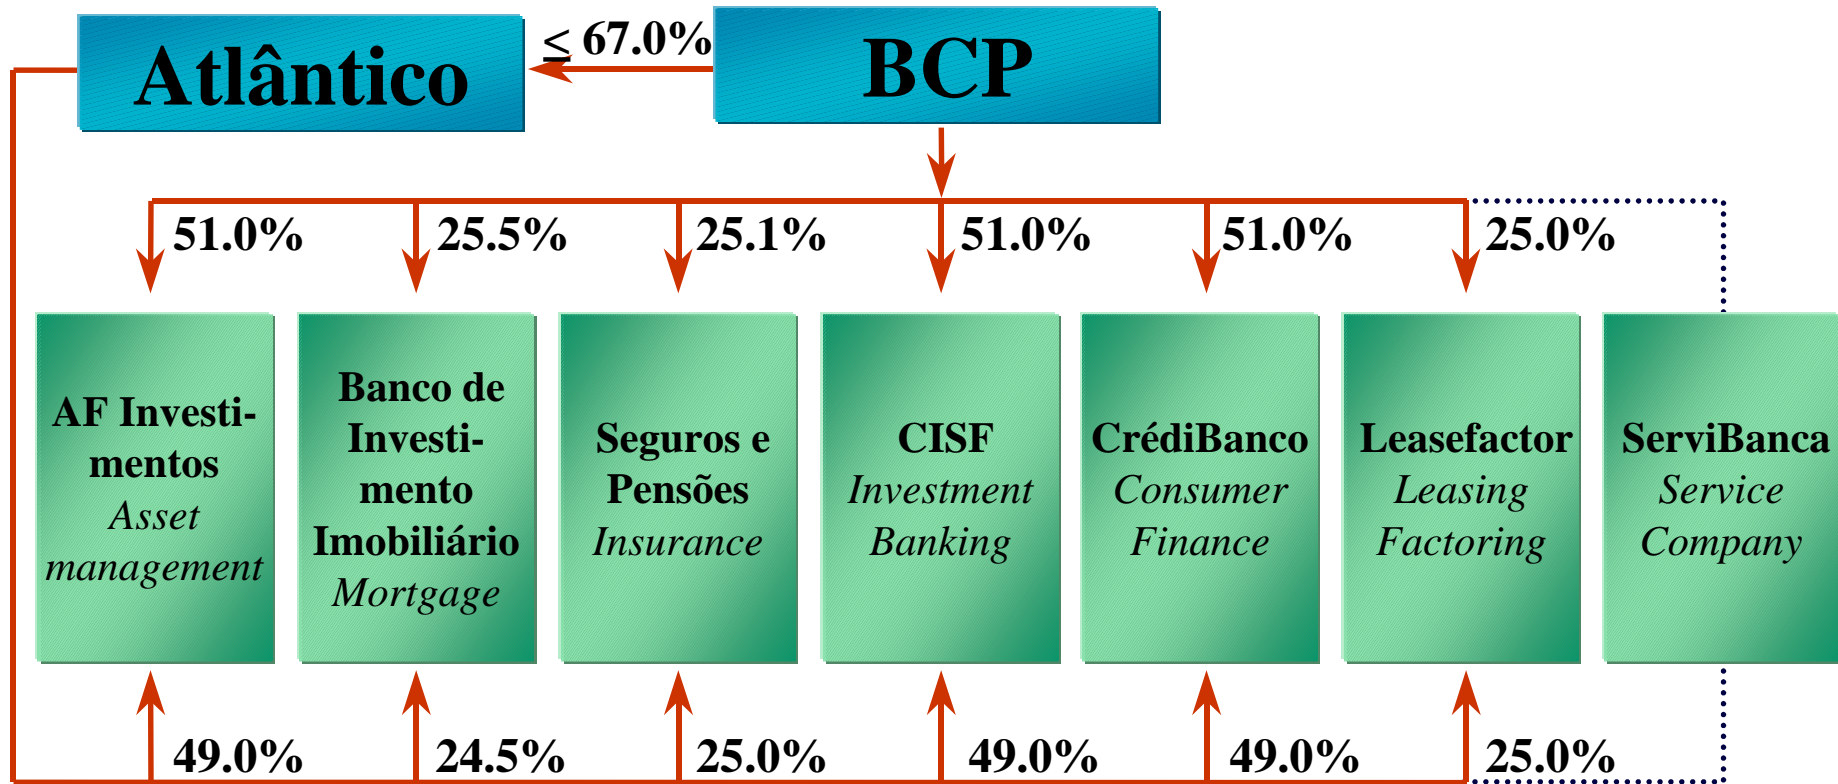 Atlântico
≤ 67.0%
BCP
51.0%
25.5%
25.1%
51.0%
51.0%
25.0%
AF Investi-
mentos
Asset
management
Banco de
Investi-
mento
Imobiliário
Mortgage
Seguros e
Pensões
Insurance
CISF
Investment
Banking
CrédiBanco
Consumer
Finance
Leasefactor
Leasing
Factoring
ServiBanca
Service
Company
49.0%
24.5%
25.0%
49.0%
49.0%
25.0%